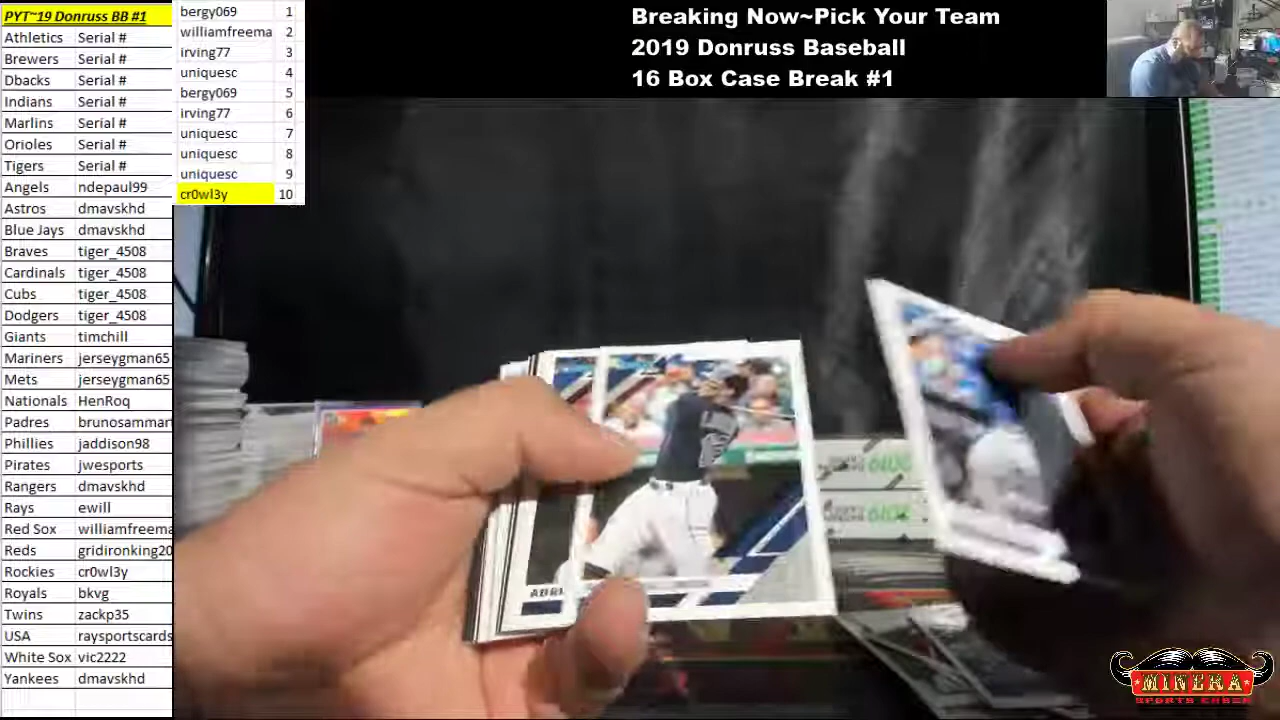 PYT~19 Donruss BB #1
Athletics Serial #
Brewers Serial #
Dbacks Serial #
Indians Serial #
Marlins Serial #
Orioles Serial #
Tigers Serial #
Angels ndepaul99
Astros dmavskhd
Blue Jays dmavskhd
Braves tiger_4508
Cardinals tiger_4508
Cubs tiger_4508
Dodgers tiger_4508
Giants timchill
Mariners jerseygman65
Mets jerseygman65
Nationals HenRoq
Padres brunosammar
Phillies jaddison98
Pirates jwesports
Rangers dmavskhd
Rays ewill
Red Sox williamfreema
Reds gridironking20
Rockies cr0wl3y
Royals bkvg
Twins zackp35
USA raysportscards
White Sox vic2222
Yankees dmavskhd
bergy069 1
williamfreema 2
irving77 3
uniquesc 4
bergy069 5
irving77 6
uniquesc 7
uniquesc 8
uniquesc 9
cr0wl3y 10
Breaking Now~Pick Your Team
2019 Donruss Baseball
16 Box Case Break #1
MINERA
SPORTS CARDS